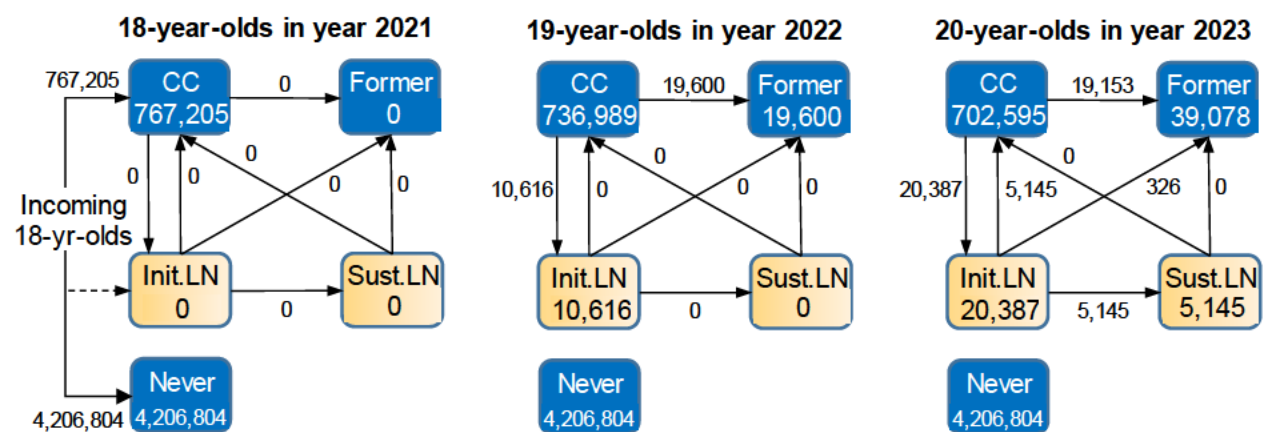 18-year-olds in year 2021
767,205
CC
767,205
0
Former
0
0
0
0
0
0
Incoming
18-yr-olds
Init.LN
0
0
Sust.LN
0
Never
4,206,804
4,206,804
19-year-olds in year 2022
CC
736,989
19,600
Former
19,600
0
10,616
0
0
0
Init.LN
10,616
0
Sust.LN
0
Never
4,206,804
20-year-olds in year 2023
CC
702,595
19,153
Former
39,078
0
20,387
5,145
326
0
Init.LN
20,387
5,145
Sust.LN
5,145
Never
4,206,804